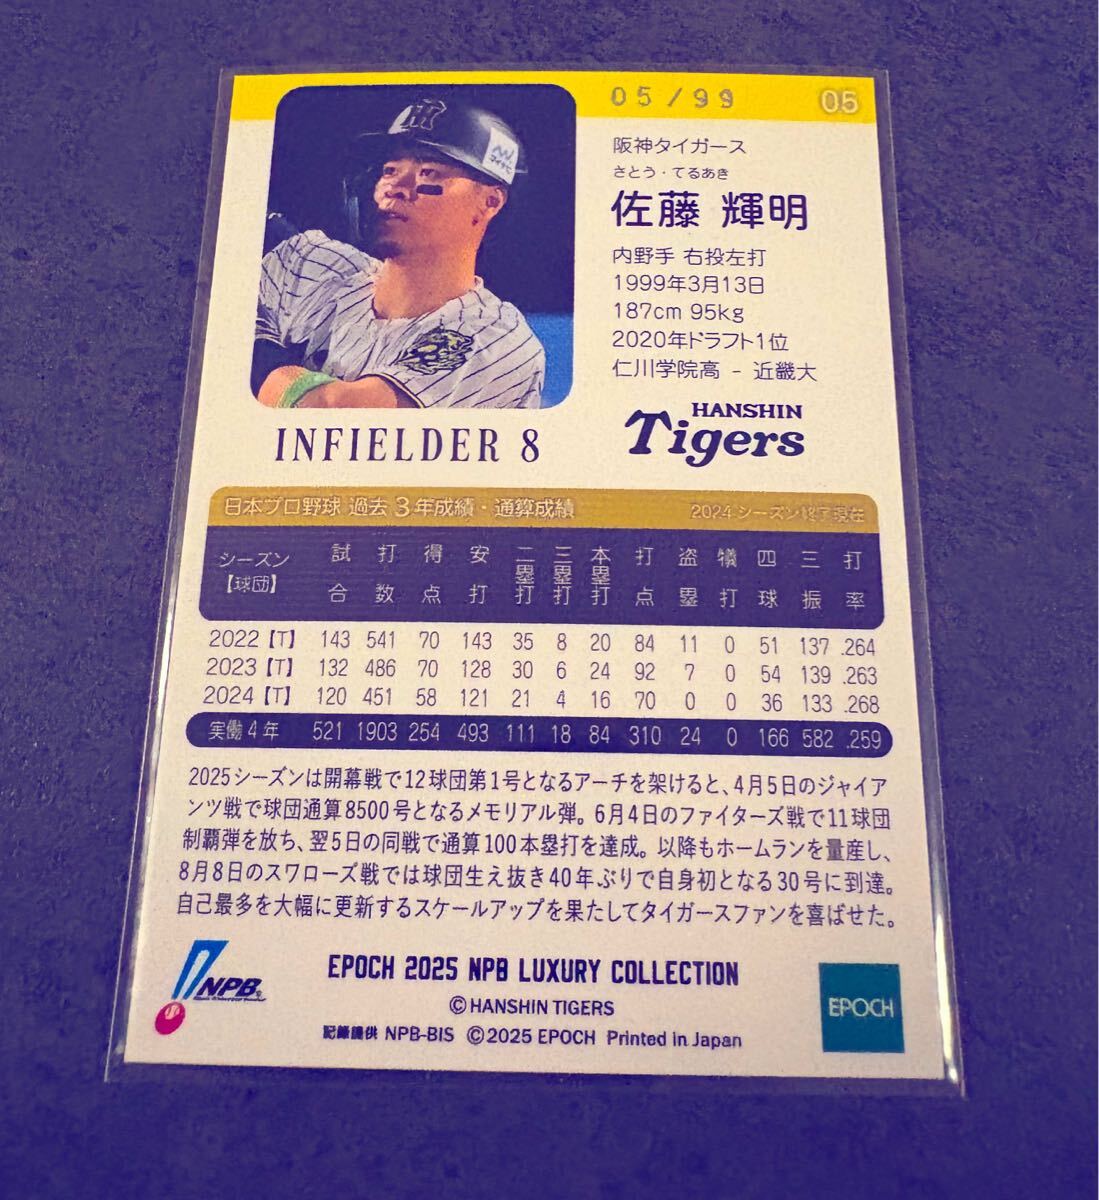 05/99
05
阪神タイガース
さとう・てるあき
佐藤 輝明
内野手 右投左打
1999年3月13日
187cm 95kg
2020年ドラフト1位
仁川学院高 - 近畿大
HANSHIN
Tigers
INFIELDER 8
日本プロ野球 過去3年成績・通算成績 2024シーズン終了現在
シーズン【球団】 試合 打数 得点 安打 二塁打 三塁打 本塁打 打点 盗塁 犠打 四球 三振 打率
2022【T】 143 541 70 143 35 8 20 84 11 0 51 137 .264
2023【T】 132 486 70 128 30 6 24 92 7 0 54 139 .263
2024【T】 120 451 58 121 21 4 16 70 0 0 36 133 .268
実働4年 521 1903 254 493 111 18 84 310 24 0 166 582 .259
2025シーズンは開幕戦で12球団第1号となるアーチを架けると、4月5日のジャイア
ンツ戦で球団通算8500号となるメモリアル弾。6月4日のファイターズ戦で11球団
制覇弾を放ち、翌5日の同戦で通算100本塁打を達成。以降もホームランを量産し、
8月8日のスワローズ戦では球団生え抜き40年ぶりで自身初となる30号に到達。
自己最多を大幅に更新するスケールアップを果たしてタイガースファンを喜ばせた。
NPB
EPOCH 2025 NPB LUXURY COLLECTION
©HANSHIN TIGERS
記録提供 NPB-BIS ©2025 EPOCH Printed in Japan
EPOCH